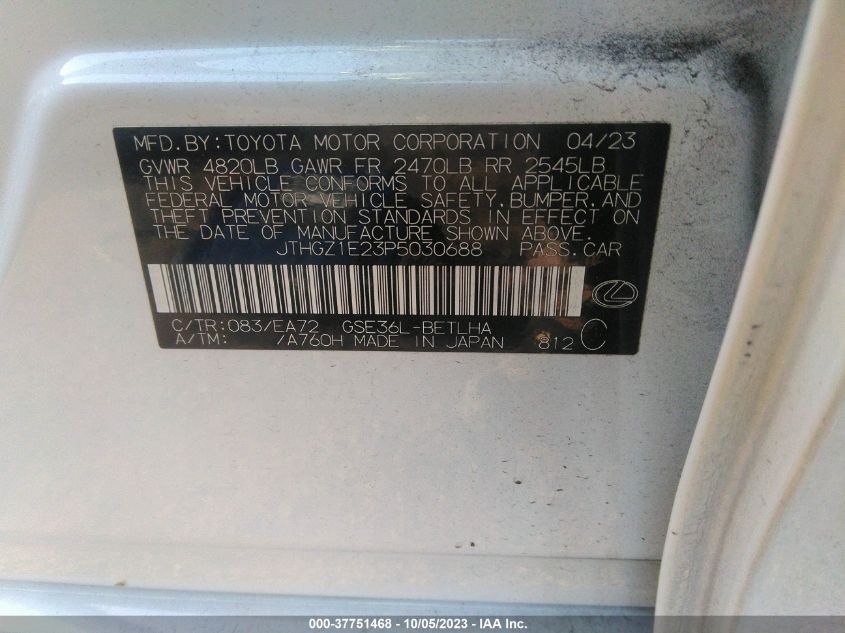 MFD.BY:TOYOTA MOTOR CORPORATION 04/23
GVWR 4820LB GAWR FR 2470LB RR 2545LB
THIS VEHICLE CONFORMS TO ALL APPLICABLE
FEDERAL MOTOR VEHICLE SAFETY,BUMPER,AND
THEFT PREVENTION STANDARDS IN EFFECT ON
THE DATE OF MANUFACTURE SHOWN ABOVE.
JTHGZ1E23P5030688 PASS.CAR
C/TR:083/EA72 GSE36L-BETLHA
A/TM: /A760H MADE IN JAPAN 812 C
000-37751468 - 10/05/2023 - IAA Inc.